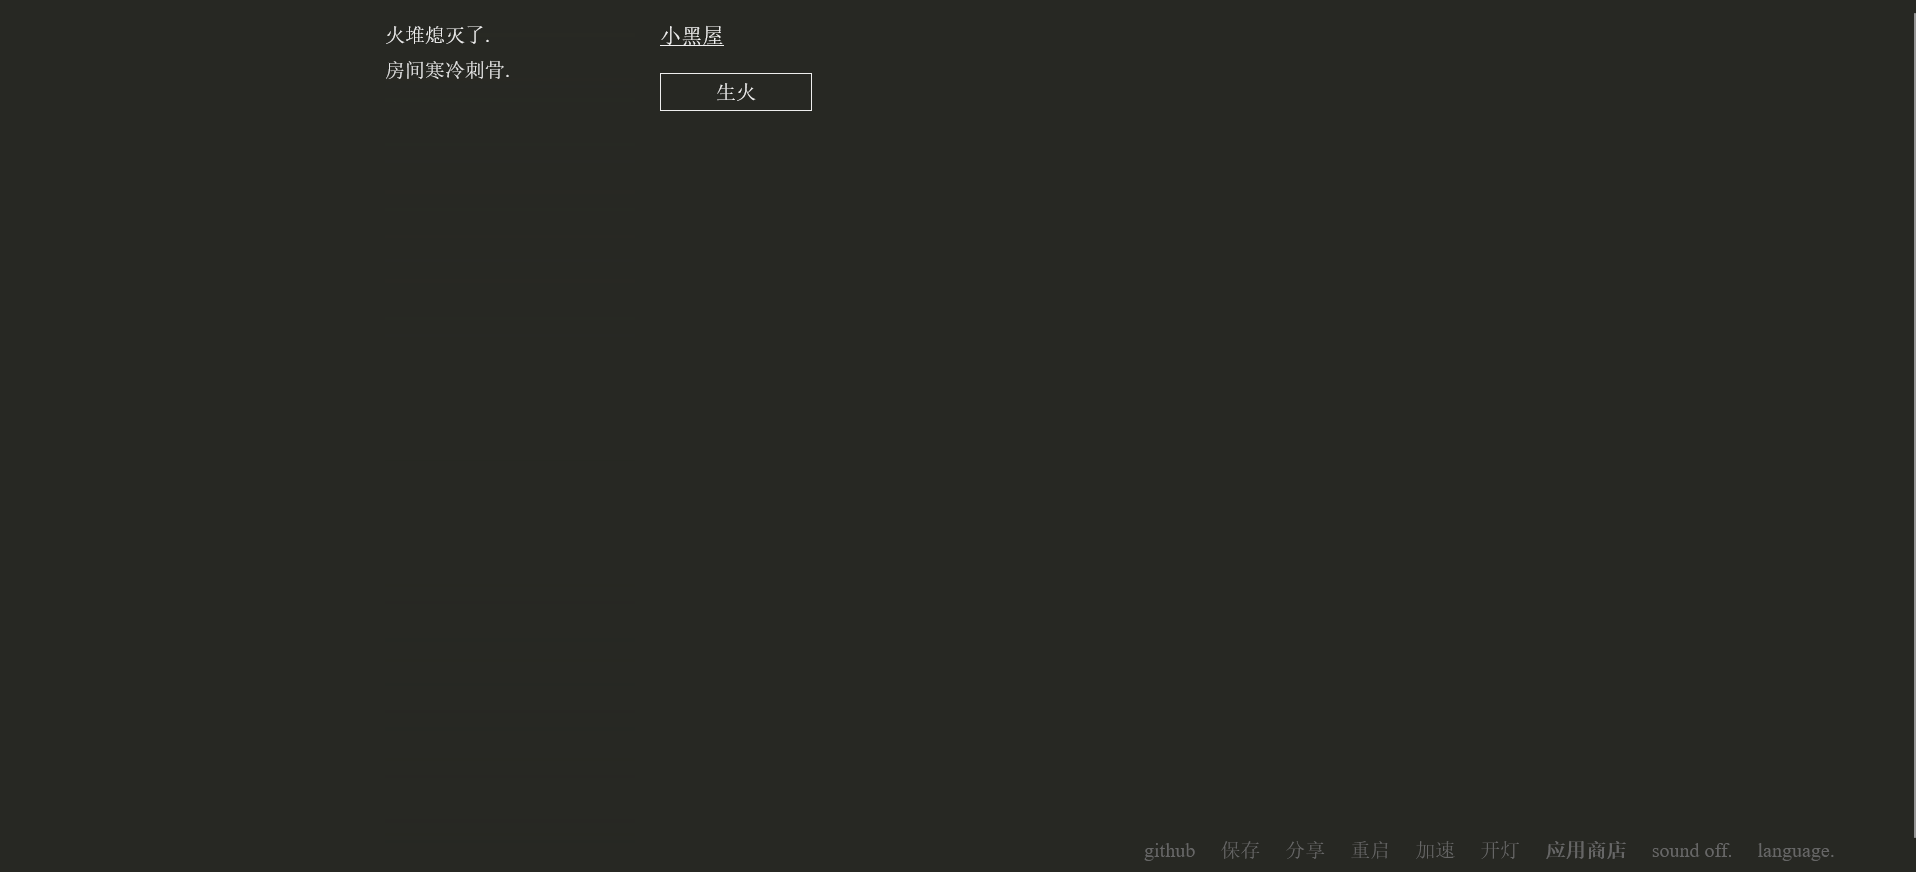 火堆熄灭了.
房间寒冷刺骨.
小黑屋
生火
github 保存 分享 重启 加速 开灯 应用商店 sound off. language.